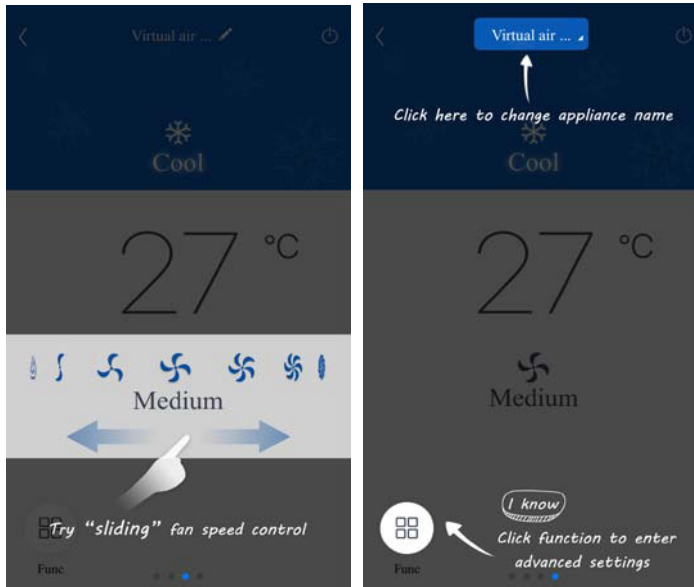 Virtual air ...
Cool
27 °C
Medium
Try “sliding” fan speed control
Func
Virtual air ...
Click here to change appliance name
Cool
27 °C
Medium
I know
Click function to enter
advanced settings
Func